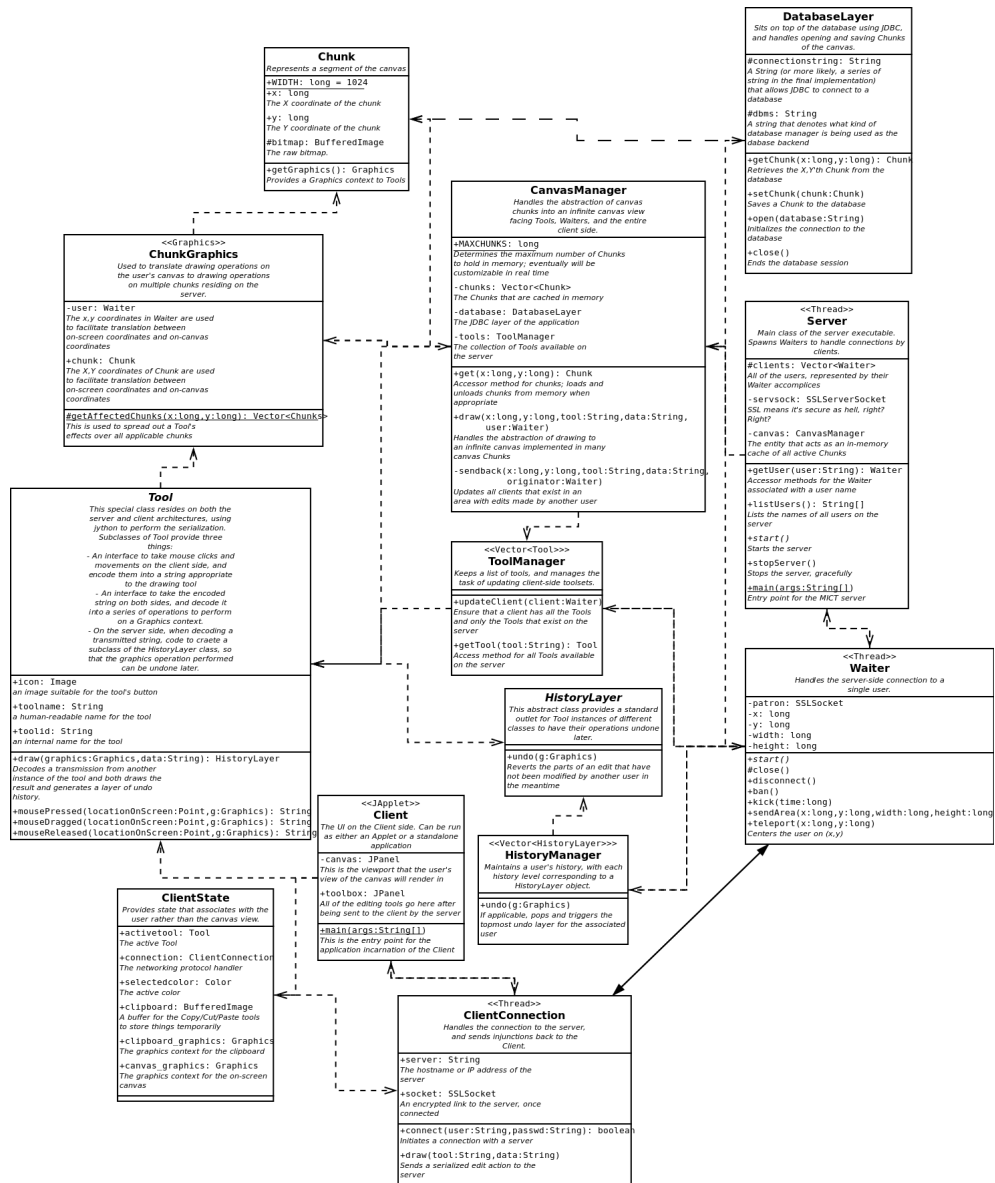 Chunk
Represents a segment of the canvas
+WIDTH: long = 1024
+x: long
The X coordinate of the chunk
+y: long
The Y coordinate of the chunk
#bitmap: BufferedImage
The raw bitmap.
+getGraphics(): Graphics
Provides a Graphics context to Tools
DatabaseLayer
Sits on top of the database using JDBC,
and handles opening and saving Chunks
of the canvas.
#connectionstring: String
A String (or more likely, a series of
string in the final implementation)
that allows JDBC to connect to a
database
#dbms: String
A string that denotes what kind of
database manager is being used as the
dabase backend
+getChunk(x:long,y:long): Chunk
Retrieves the X,Y'th Chunk from the
database
+setChunk(chunk:Chunk)
Saves a Chunk to the database
+open(database:String)
Initializes the connection to the
database
+close()
Ends the database session
CanvasManager
Handles the abstraction of canvas
chunks into an infinite canvas view
facing Tools, Waiters, and the entire
client side.
+MAXCHUNKS: long
Determines the maximum number of Chunks
to hold in memory; eventually will be
customizable in real time
-chunks: Vector<Chunk>
The Chunks that are cached in memory
-database: DatabaseLayer
The JDBC layer of the application
-tools: ToolManager
The collection of Tools available on
the server
+get(x:long,y:long): Chunk
Accessor method for chunks; loads and
unloads chunks from memory when
appropriate
+draw(x:long,y:long,tool:String,data:String,
user:Waiter)
Handles the abstraction of drawing to
an infinite canvas implemented in many
canvas Chunks
-sendback(x:long,y:long,tool:String,data:String,
originator:Waiter)
Updates all clients that exist in an
area with edits made by another user
<<Graphics>>
ChunkGraphics
Used to translate drawing operations on
the user's canvas to drawing operations
on multiple chunks residing on the
server.
-user: Waiter
The x,y coordinates in Waiter are used
to facilitate translation between
on-screen coordinates and on-canvas
coordinates
+chunk: Chunk
The X,Y coordinates of Chunk are used
to facilitate translation between
on-screen coordinates and on-canvas
coordinates
#getAffectedChunks(x:long,y:long): Vector<Chunks>
This is used to spread out a Tool's
effects over all applicable chunks
<<Thread>>
Server
Main class of the server executable.
Spawns Waiters to handle connections by
clients.
#clients: Vector<Waiter>
All of the users, represented by their
Waiter accomplices
-servsock: SSLServerSocket
SSL means it's secure as hell, right?
Right?
-canvas: CanvasManager
The entity that acts as an in-memory
cache of all active Chunks
+getUser(user:String): Waiter
Accessor methods for the Waiter
associated with a user name
+listUsers(): String[]
Lists the names of all users on the
server
+start()
Starts the server
+stopServer()
Stops the server, gracefully
+main(args:String[])
Entry point for the MICT server
Tool
This special class resides on both the
server and client architectures, using
jython to perform the serialization.
Subclasses of Tool provide three
things:
- An interface to take mouse clicks and
movements on the client side, and
encode them into a string appropriate
to the drawing tool
- An interface to take the encoded
string on both sides, and decode it
into a series of operations to perform
on a Graphics context.
- On the server side, when decoding a
transmitted string, code to craete a
subclass of the HistoryLayer class, so
that the graphics operation performed
can be undone later.
+icon: Image
an image suitable for the tool's button
+toolname: String
a human-readable name for the tool
+toolid: String
an internal name for the tool
+draw(graphics:Graphics,data:String): HistoryLayer
Decodes a transmission from another
instance of the tool and both draws the
result and generates a layer of undo
history.
+mousePressed(locationOnScreen:Point,g:Graphics): String
+mouseDragged(locationOnScreen:Point,g:Graphics): String
+mouseReleased(locationOnScreen:Point,g:Graphics): String
<<Vector<Tool>>>
ToolManager
Keeps a list of tools, and manages the
task of updating client-side toolsets.
+updateClient(client:Waiter)
Ensure that a client has all the Tools
and only the Tools that exist on the
server
+getTool(tool:String): Tool
Access method for all Tools available
on the server
<<Thread>>
Waiter
Handles the server-side connection to a
single user.
-patron: SSLSocket
-x: long
-y: long
-width: long
-height: long
+start()
#close()
+disconnect()
+ban()
+kick(time:long)
+sendArea(x:long,y:long,width:long,height:long
+teleport(x:long,y:long)
Centers the user on (x,y)
HistoryLayer
This abstract class provides a standard
outlet for Tool instances of different
classes to have their operations undone
later.
+undo(g:Graphics)
Reverts the parts of an edit that have
not been modified by another user in
the meantime
<<JApplet>>
Client
The UI on the Client side. Can be run
as either an Applet or a standalone
application
-canvas: JPanel
This is the viewport that the user's
view of the canvas will render in
+toolbox: JPanel
All of the editing tools go here after
being sent to the client by the server
+main(args:String[])
This is the entry point for the
application incarnation of the Client
<<Vector<HistoryLayer>>>
HistoryManager
Maintains a user's history, with each
history level corresponding to a
HistoryLayer object.
+undo(g:Graphics)
If applicable, pops and triggers the
topmost undo layer for the associated
user
ClientState
Provides state that associates with the
user rather than the canvas view.
+activetool: Tool
The active Tool
+connection: ClientConnection
The networking protocol handler
+selectedcolor: Color
The active color
+clipboard: BufferedImage
A buffer for the Copy/Cut/Paste tools
to store things temporarily
+clipboard_graphics: Graphics
The graphics context for the clipboard
+canvas_graphics: Graphics
The graphics context for the on-screen
canvas
<<Thread>>
ClientConnection
Handles the connection to the server,
and sends injunctions back to the
Client.
+server: String
The hostname or IP address of the
server
+socket: SSLSocket
An encrypted link to the server, once
connected
+connect(user:String,passwd:String): boolean
Initiates a connection with a server
+draw(tool:String,data:String)
Sends a serialized edit action to the
server